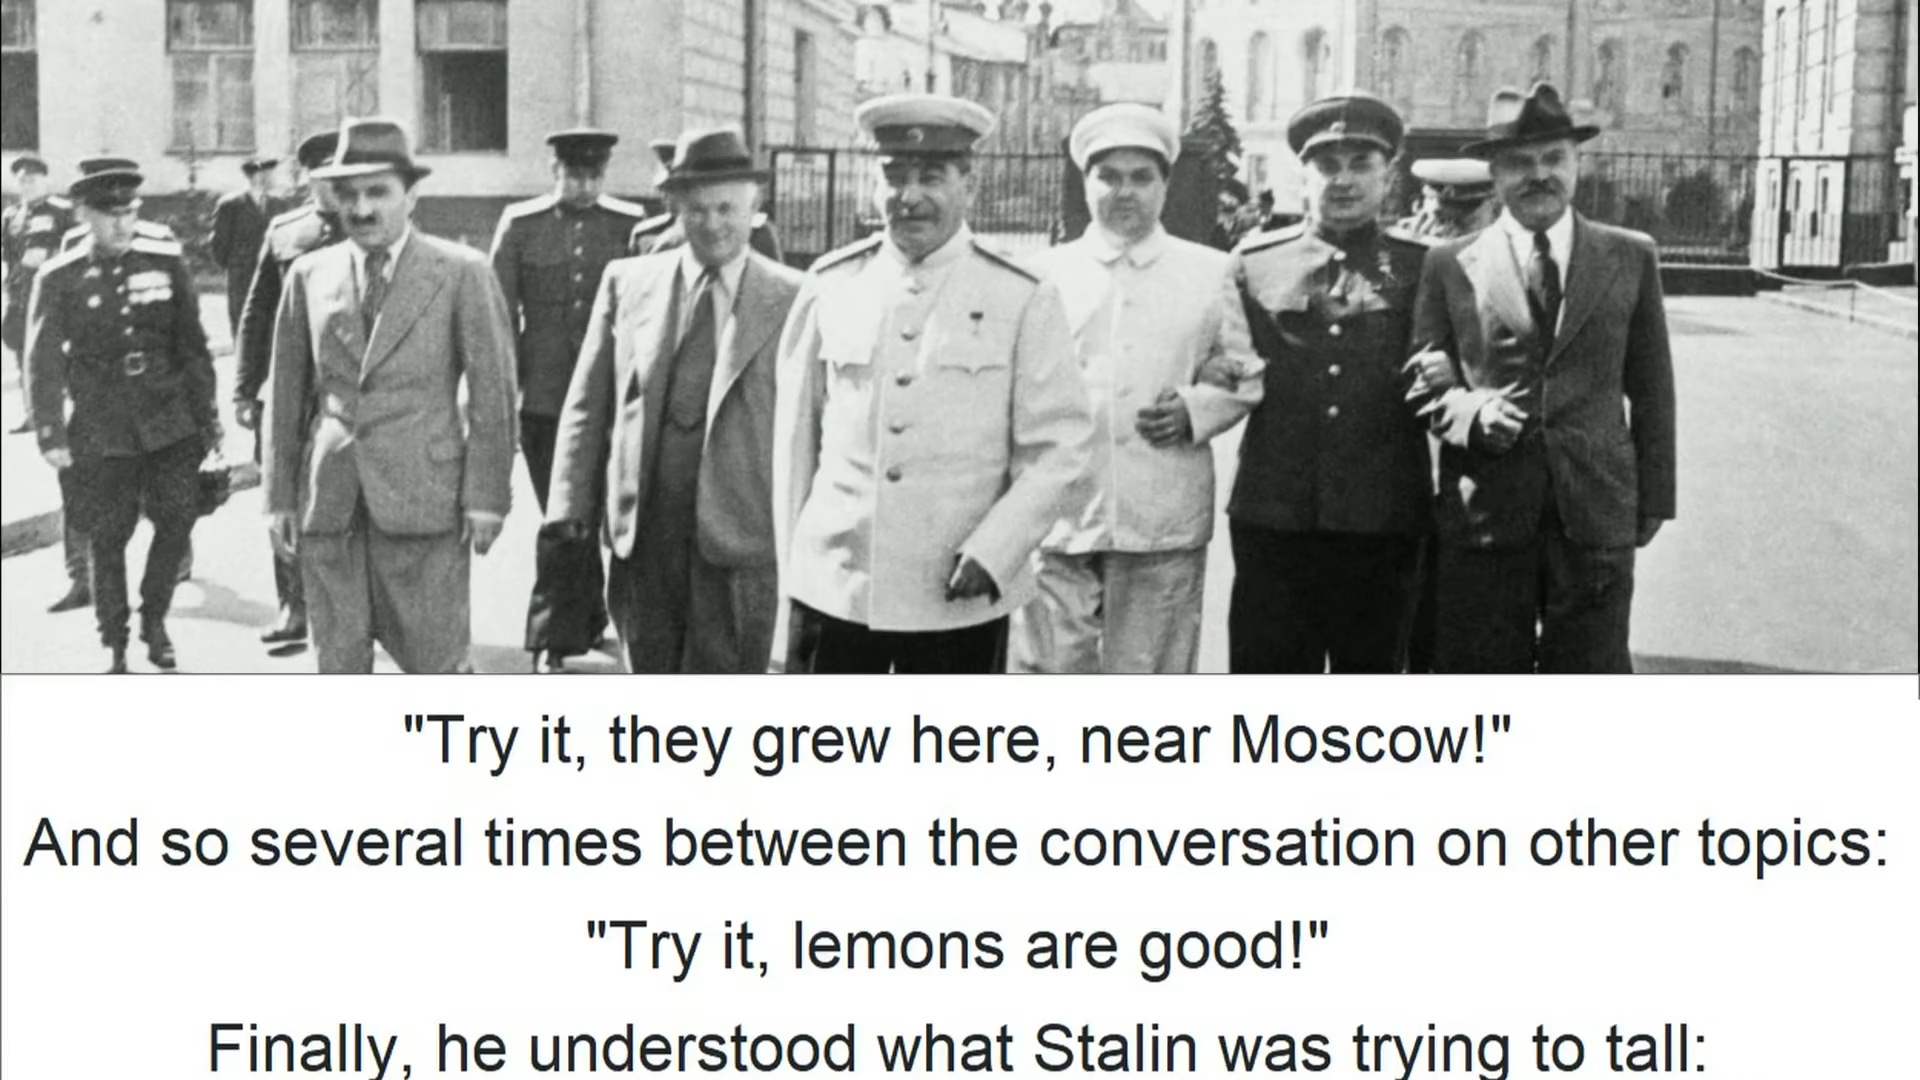 "Try it, they grew here, near Moscow!"
And so several times between the conversation on other topics:
"Try it, lemons are good!"
Finally, he understood what Stalin was trying to tall: